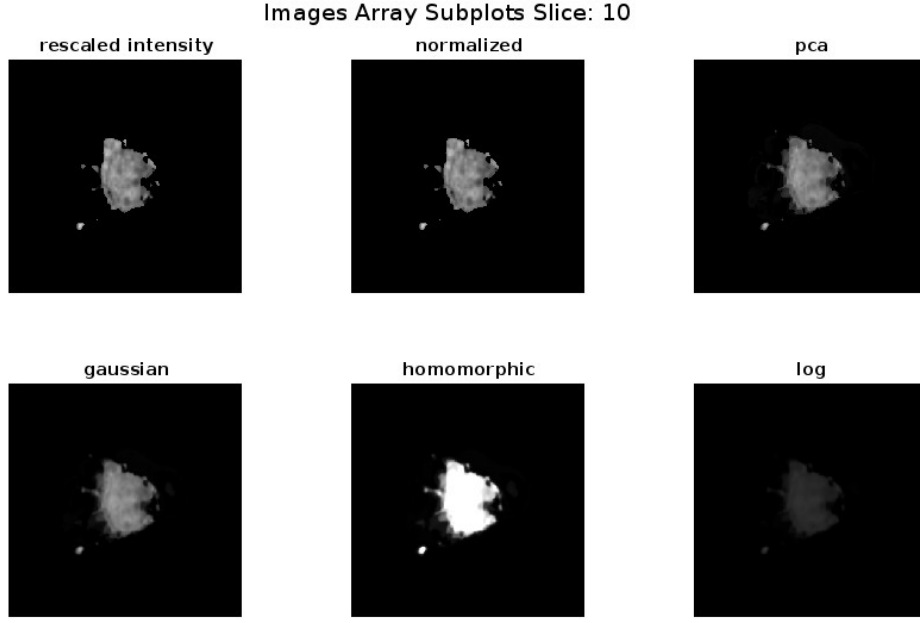 Images Array Subplots Slice: 10
rescaled intensity
normalized
pca
gaussian
homomorphic
log